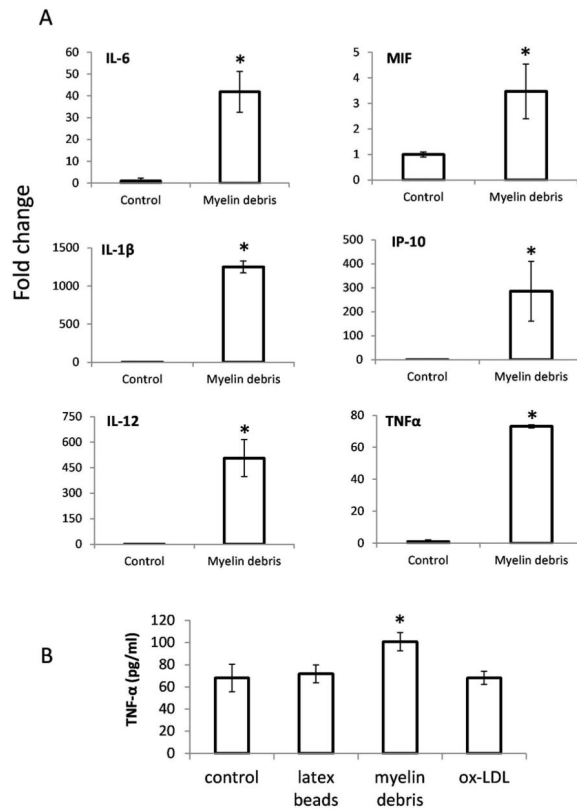 A
IL-6
60
50
40
30
20
10
0
*
Control Myelin debris
MIF
5
4
3
2
1
0
*
Control Myelin debris
Fold change
IL-1β
1500
1000
500
0
*
Control Myelin debris
IP-10
500
400
300
200
100
0
*
Control Myelin debris
IL-12
750
600
450
300
150
0
*
Control Myelin debris
TNFα
80
60
40
20
0
*
Control Myelin debris
B
TNF-α (pg/ml)
120
100
80
60
40
20
0
*
control latex myelin ox-LDL
beads debris